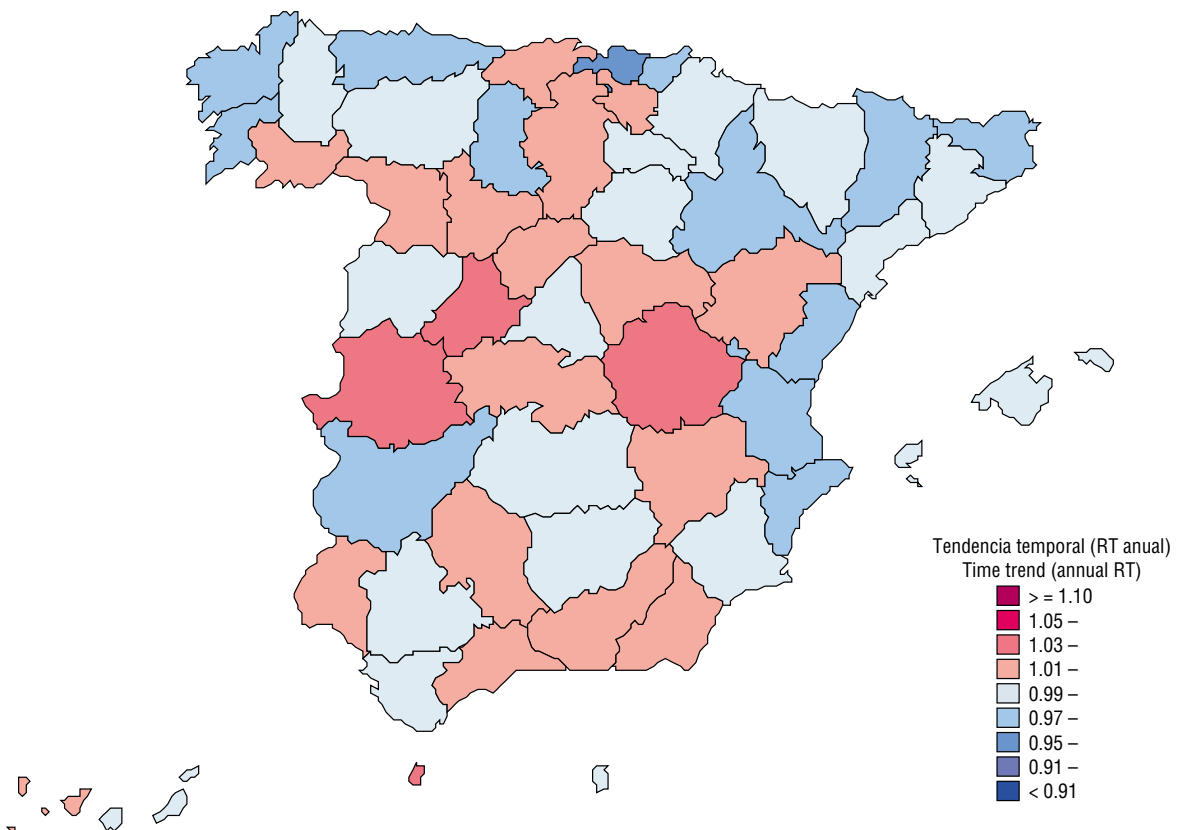 Tendencia temporal (RT anual)
Time trend (annual RT)
> = 1.10
1.05 –
1.03 –
1.01 –
0.99 –
0.97 –
0.95 –
0.91 –
< 0.91